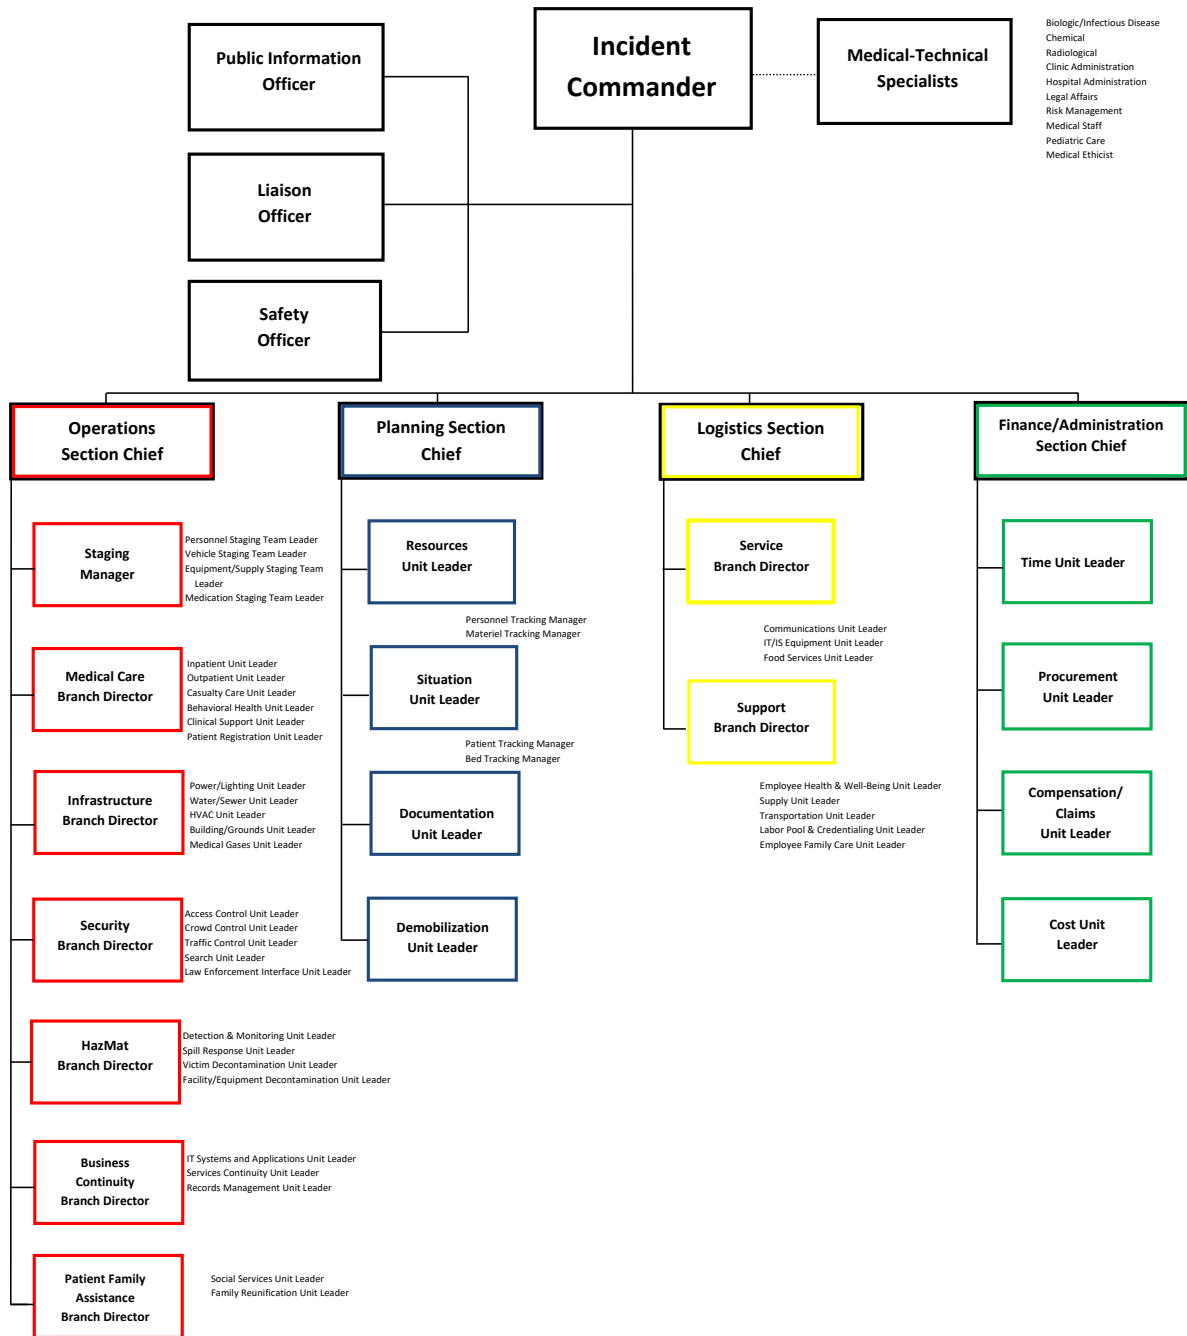 Public Information
Officer
Incident
Commander
Medical-Technical
Specialists
Biologic/Infectious Disease
Chemical
Radiological
Clinic Administration
Hospital Administration
Legal Affairs
Risk Management
Medical Staff
Pediatric Care
Medical Ethicist
Liaison
Officer
Safety
Officer
Operations
Section Chief
Planning Section
Chief
Logistics Section
Chief
Finance/Administration
Section Chief
Staging
Manager
Personnel Staging Team Leader
Vehicle Staging Team Leader
Equipment/Supply Staging Team
Leader
Medication Staging Team Leader
Medical Care
Branch Director
Inpatient Unit Leader
Outpatient Unit Leader
Casualty Care Unit Leader
Behavioral Health Unit Leader
Clinical Support Unit Leader
Patient Registration Unit Leader
Infrastructure
Branch Director
Power/Lighting Unit Leader
Water/Sewer Unit Leader
HVAC Unit Leader
Building/Grounds Unit Leader
Medical Gases Unit Leader
Security
Branch Director
Access Control Unit Leader
Crowd Control Unit Leader
Traffic Control Unit Leader
Search Unit Leader
Law Enforcement Interface Unit Leader
HazMat
Branch Director
Detection & Monitoring Unit Leader
Spill Response Unit Leader
Victim Decontamination Unit Leader
Facility/Equipment Decontamination Unit Leader
Business
Continuity
Branch Director
IT Systems and Applications Unit Leader
Services Continuity Unit Leader
Records Management Unit Leader
Patient Family
Assistance
Branch Director
Social Services Unit Leader
Family Reunification Unit Leader
Resources
Unit Leader
Personnel Tracking Manager
Materiel Tracking Manager
Situation
Unit Leader
Patient Tracking Manager
Bed Tracking Manager
Documentation
Unit Leader
Demobilization
Unit Leader
Service
Branch Director
Communications Unit Leader
IT/IS Equipment Unit Leader
Food Services Unit Leader
Support
Branch Director
Employee Health & Well-Being Unit Leader
Supply Unit Leader
Transportation Unit Leader
Labor Pool & Credentialing Unit Leader
Employee Family Care Unit Leader
Time Unit Leader
Procurement
Unit Leader
Compensation/
Claims
Unit Leader
Cost Unit
Leader